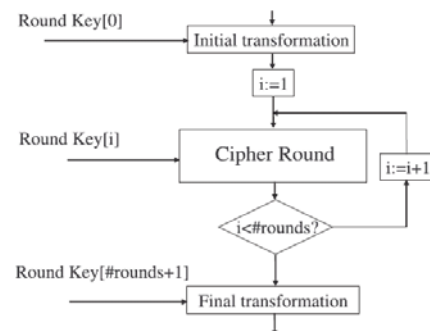 Round Key[0]
Initial transformation
i:=1
Round Key[i]
Cipher Round
i:=i+1
i<#rounds?
Round Key[#rounds+1]
Final transformation